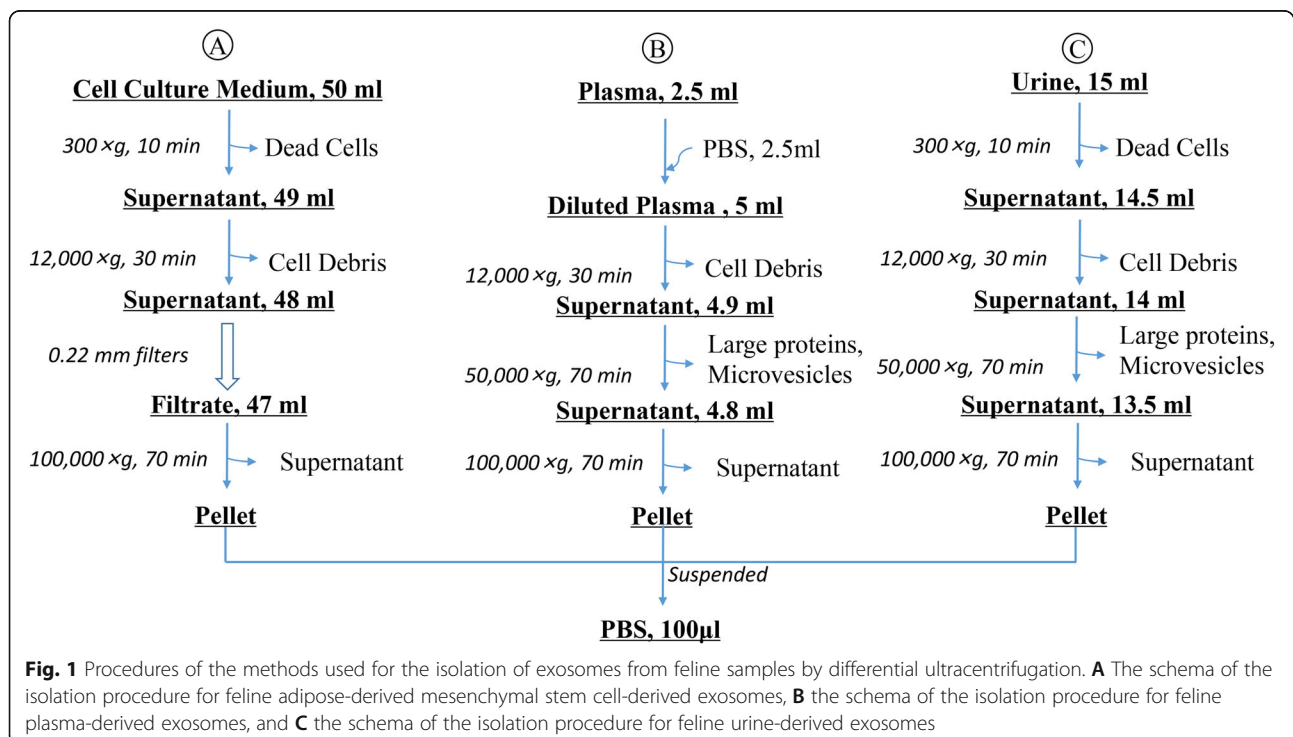 A
Cell Culture Medium, 50 ml
300 ×g, 10 min
Dead Cells
Supernatant, 49 ml
12,000 ×g, 30 min
Cell Debris
Supernatant, 48 ml
0.22 mm filters
Filtrate, 47 ml
100,000 ×g, 70 min
Supernatant
Pellet
B
Plasma, 2.5 ml
PBS, 2.5ml
Diluted Plasma , 5 ml
12,000 ×g, 30 min
Cell Debris
Supernatant, 4.9 ml
50,000 ×g, 70 min
Large proteins,
Microvesicles
Supernatant, 4.8 ml
100,000 ×g, 70 min
Supernatant
Pellet
C
Urine, 15 ml
300 ×g, 10 min
Dead Cells
Supernatant, 14.5 ml
12,000 ×g, 30 min
Cell Debris
Supernatant, 14 ml
50,000 ×g, 70 min
Large proteins,
Microvesicles
Supernatant, 13.5 ml
100,000 ×g, 70 min
Supernatant
Pellet
Suspended
PBS, 100µl
Fig. 1 Procedures of the methods used for the isolation of exosomes from feline samples by differential ultracentrifugation. A The schema of the
isolation procedure for feline adipose-derived mesenchymal stem cell-derived exosomes, B the schema of the isolation procedure for feline
plasma-derived exosomes, and C the schema of the isolation procedure for feline urine-derived exosomes